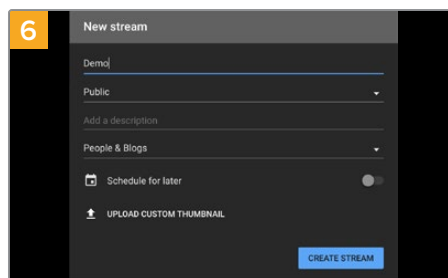 6
New stream
Demo
Public
Add a description
People & Blogs
Schedule for later
UPLOAD CUSTOM THUMBNAIL
CREATE STREAM